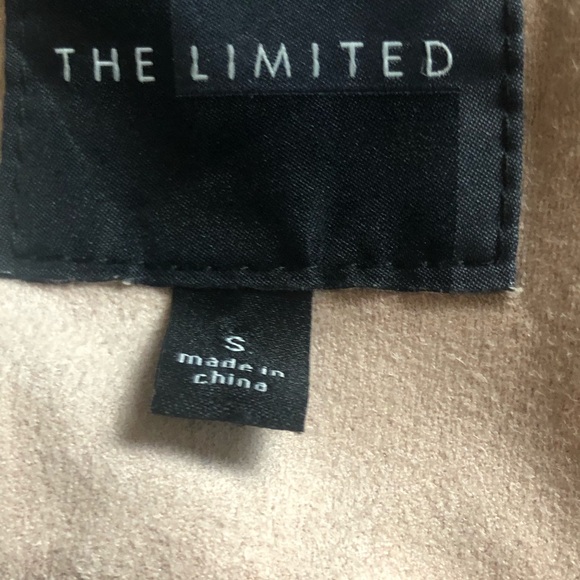 THE LIMITED
S
made in
china